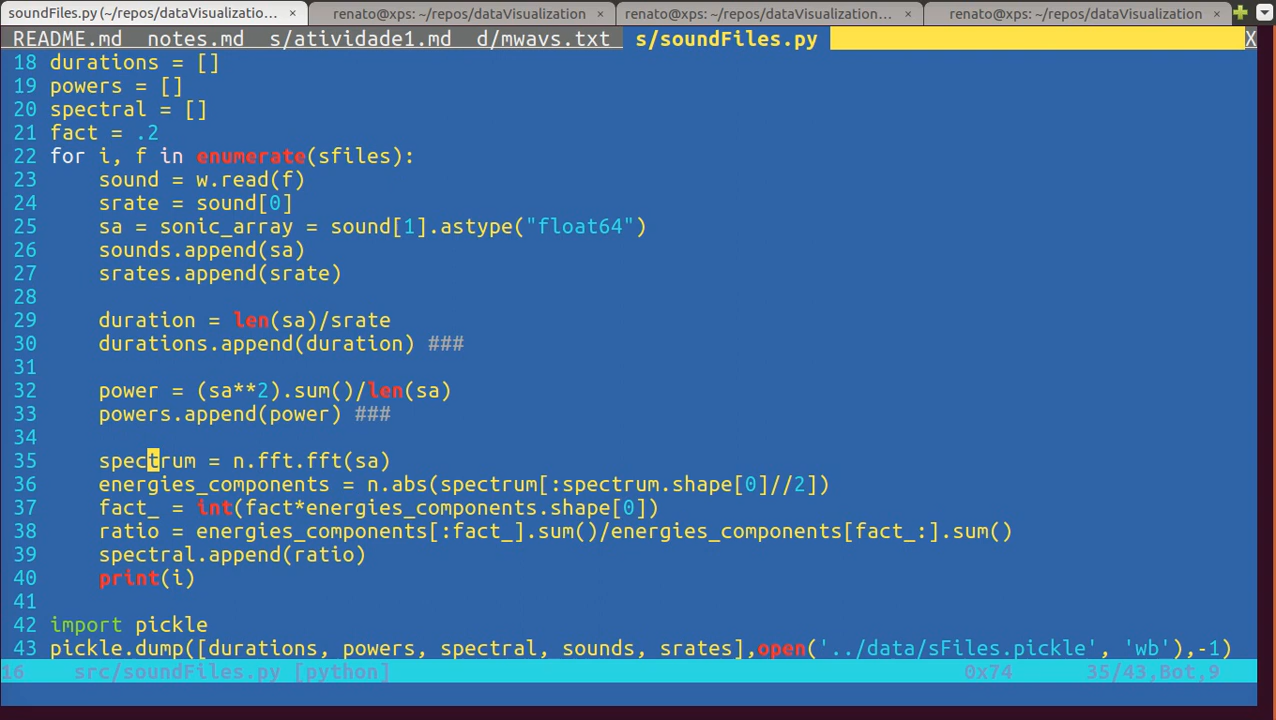 soundFiles.py (~/repos/dataVisualizatio... × renato@xps: ~/repos/dataVisualization × renato@xps: ~/repos/dataVisualization... × renato@xps: ~/repos/dataVisualization ×
README.md notes.md s/atividade1.md d/mwavs.txt s/soundFiles.py X
18 durations = []
19 powers = []
20 spectral = []
21 fact = .2
22 for i, f in enumerate(sfiles):
23     sound = w.read(f)
24     srate = sound[0]
25     sa = sonic_array = sound[1].astype("float64")
26     sounds.append(sa)
27     srates.append(srate)
28
29     duration = len(sa)/srate
30     durations.append(duration) ###
31
32     power = (sa**2).sum()/len(sa)
33     powers.append(power) ###
34
35     spectrum = n.fft.fft(sa)
36     energies_components = n.abs(spectrum[:spectrum.shape[0]//2])
37     fact_ = int(fact*energies_components.shape[0])
38     ratio = energies_components[:fact_].sum()/energies_components[fact_:].sum()
39     spectral.append(ratio)
40     print(i)
41
42 import pickle
43 pickle.dump([durations, powers, spectral, sounds, srates],open('../data/sFiles.pickle', 'wb'),-1)
16 src/soundFiles.py [python] 0x74 35/43,Bot,9